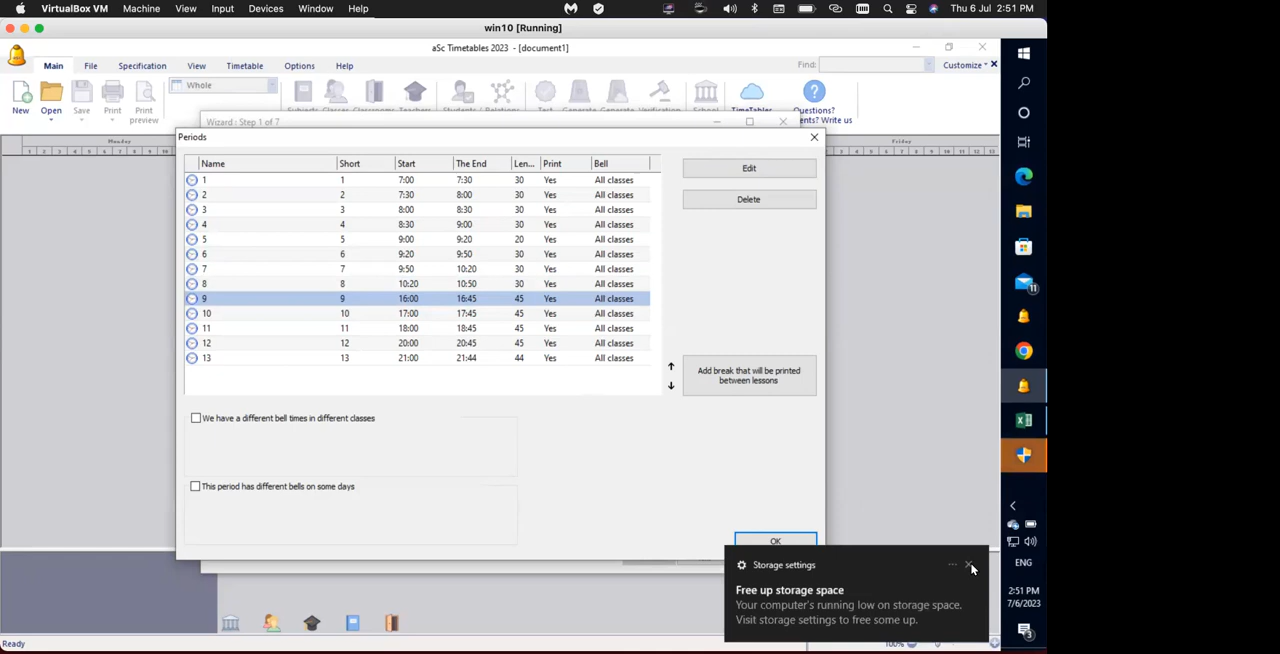 VirtualBox VM Machine View Input Devices Window Help Thu 6 Jul 2:51 PM
win10 [Running]
aSc Timetables 2023 - [document1]
Main File Specification View Timetable Options Help Find: Customize
Whole
New Open Save Print Print preview
TimeTables Questions?
Write us
Wizard : Step 1 of 7
Periods
Monday Friday
Name Short Start The End Len... Print Bell
1 1 7:00 7:30 30 Yes All classes
2 2 7:30 8:00 30 Yes All classes
3 3 8:00 8:30 30 Yes All classes
4 4 8:30 9:00 30 Yes All classes
5 5 9:00 9:20 20 Yes All classes
6 6 9:20 9:50 30 Yes All classes
7 7 9:50 10:20 30 Yes All classes
8 8 10:20 10:50 30 Yes All classes
9 9 16:00 16:45 45 Yes All classes
10 10 17:00 17:45 45 Yes All classes
11 11 18:00 18:45 45 Yes All classes
12 12 20:00 20:45 45 Yes All classes
13 13 21:00 21:44 44 Yes All classes
Edit
Delete
Add break that will be printed
between lessons
We have a different bell times in different classes
This period has different bells on some days
OK
Storage settings
Free up storage space
Your computer's running low on storage space.
Visit storage settings to free some up.
11
ENG
2:51 PM
7/6/2023
3
Ready
100%